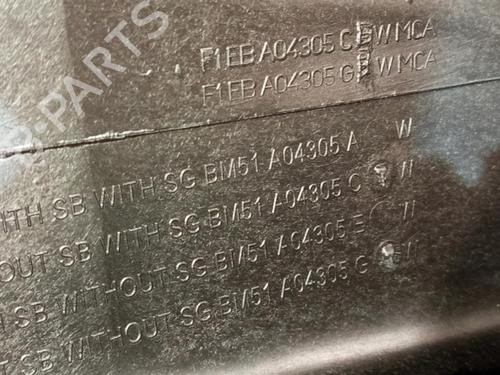 F1EB A04305 C W MCA
F1EB A04305 G W MCA
WITH SB WITH SG BM51 A04305 A W
OUT SB WITH SG BM51 A04305 C W
SB WITHOUT SG BM51 A04305 E W
SB WITHOUT SG BM51 A04305 G W
B-PARTS